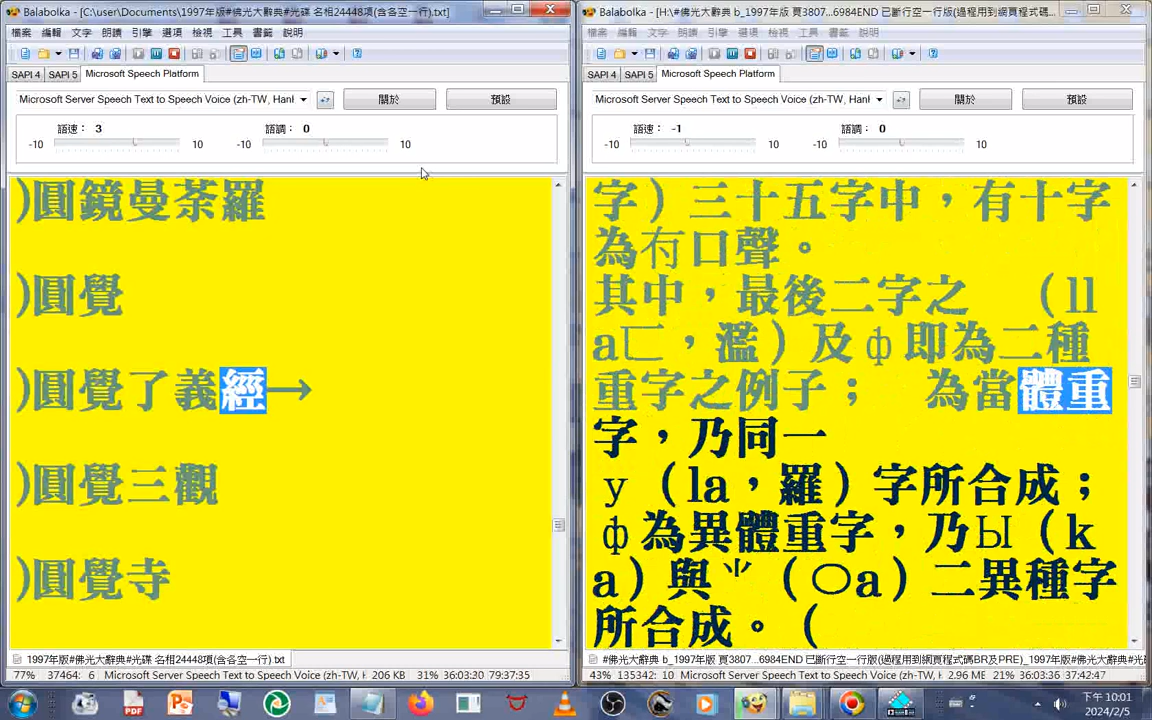 Balabolka - [C:\user\Documents\1997年版#佛光大辭典#光碟 名相24448項(含各空一行).txt]
檔案 編輯 文字 朗讀 引擎 選項 檢視 工具 書籤 說明
SAPI 4 SAPI 5 Microsoft Speech Platform
Microsoft Server Speech Text to Speech Voice (zh-TW, Hanl 關於 預設
語速： 3 語調： 0
-10 10 -10 10
)圓鏡曼荼羅
)圓覺
)圓覺了義經→
)圓覺三觀
)圓覺寺
1997年版#佛光大辭典#光碟 名相24448項(含各空一行).txt
77% 37464: 6 Microsoft Server Speech Text to Speech Voice (zh-TW, H 206 KB 31% 36:03:20 79:37:35
Balabolka - [H:\#佛光大辭典 b_1997年版 頁3807...6984END 已斷行空一行版(過程用到網頁程式碼...
檔案 編輯 文字 朗讀 引擎 選項 檢視 工具 書籤 說明
SAPI 4 SAPI 5 Microsoft Speech Platform
Microsoft Server Speech Text to Speech Voice (zh-TW, Hanl 關於 預設
語速： -1 語調： 0
-10 10 -10 10
字）三十五字中，有十字
為冇口聲。
其中，最後二字之　（ll
a匸，濫）及ф即為二種
重字之例子；　為當體重
字，乃同一
у（la，羅）字所合成；
ф為異體重字，乃Ы（k
a）與（○a）二異種字
所合成。（
#佛光大辭典 b_1997年版 頁3807...6984END 已斷行空一行版(過程用到網頁程式碼BR及PRE)_1997年版#佛光
43% 135342: 10 Microsoft Server Speech Text to Speech Voice (zh-TW, H 2.96 ME 21% 36:03:36 37:42:47
下午 10:01
2024/2/5